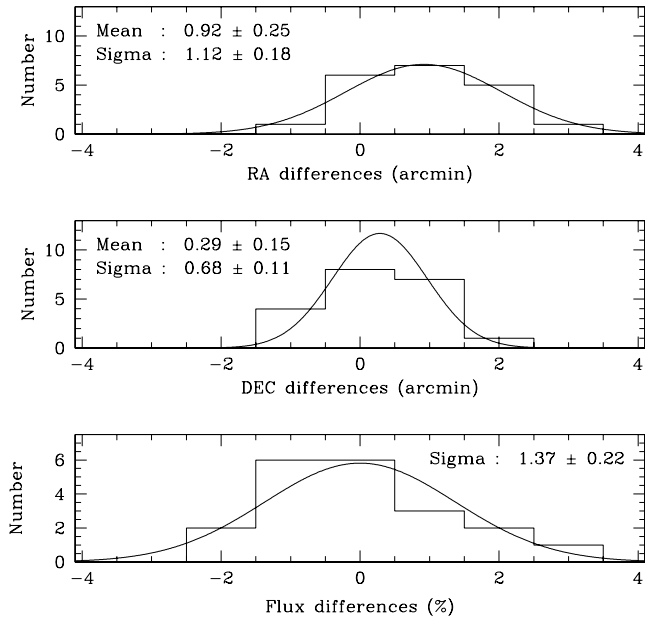 Mean : 0.92 ± 0.25
Sigma : 1.12 ± 0.18
Number
10
5
0
−4 −2 0 2 4
RA differences (arcmin)
Mean : 0.29 ± 0.15
Sigma : 0.68 ± 0.11
Number
10
5
0
−4 −2 0 2 4
DEC differences (arcmin)
Sigma : 1.37 ± 0.22
Number
6
4
2
0
−4 −2 0 2 4
Flux differences (%)